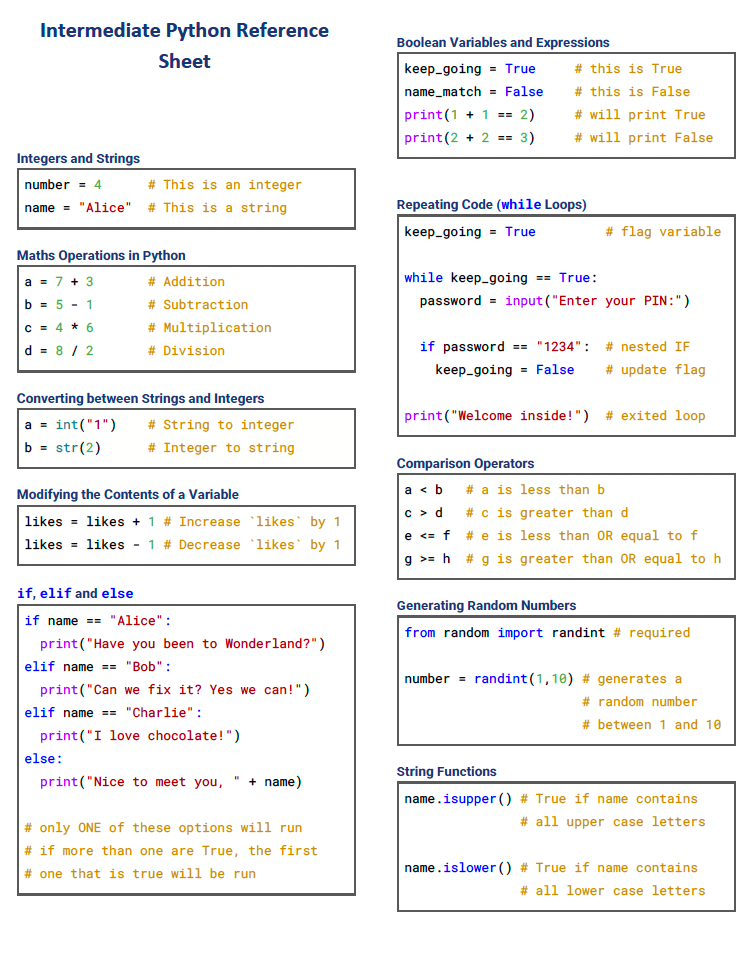 Intermediate Python Reference
Sheet
Integers and Strings
number = 4      # This is an integer
name = "Alice"  # This is a string
Maths Operations in Python
a = 7 + 3       # Addition
b = 5 - 1       # Subtraction
c = 4 * 6       # Multiplication
d = 8 / 2       # Division
Converting between Strings and Integers
a = int("1")    # String to integer
b = str(2)      # Integer to string
Modifying the Contents of a Variable
likes = likes + 1 # Increase `likes` by 1
likes = likes - 1 # Decrease `likes` by 1
if, elif and else
if name == "Alice":
  print("Have you been to Wonderland?")
elif name == "Bob":
  print("Can we fix it? Yes we can!")
elif name == "Charlie":
  print("I love chocolate!")
else:
  print("Nice to meet you, " + name)
# only ONE of these options will run
# if more than one are True, the first
# one that is true will be run
Boolean Variables and Expressions
keep_going = True     # this is True
name_match = False    # this is False
print(1 + 1 == 2)     # will print True
print(2 + 2 == 3)     # will print False
Repeating Code (while Loops)
keep_going = True         # flag variable
while keep_going == True:
  password = input("Enter your PIN:")
  if password == "1234":  # nested IF
    keep_going = False    # update flag
print("Welcome inside!")  # exited loop
Comparison Operators
a < b   # a is less than b
c > d   # c is greater than d
e <= f  # e is less than OR equal to f
g >= h  # g is greater than OR equal to h
Generating Random Numbers
from random import randint # required
number = randint(1,10) # generates a
# random number
# between 1 and 10
String Functions
name.isupper() # True if name contains
# all upper case letters
name.islower() # True if name contains
# all lower case letters